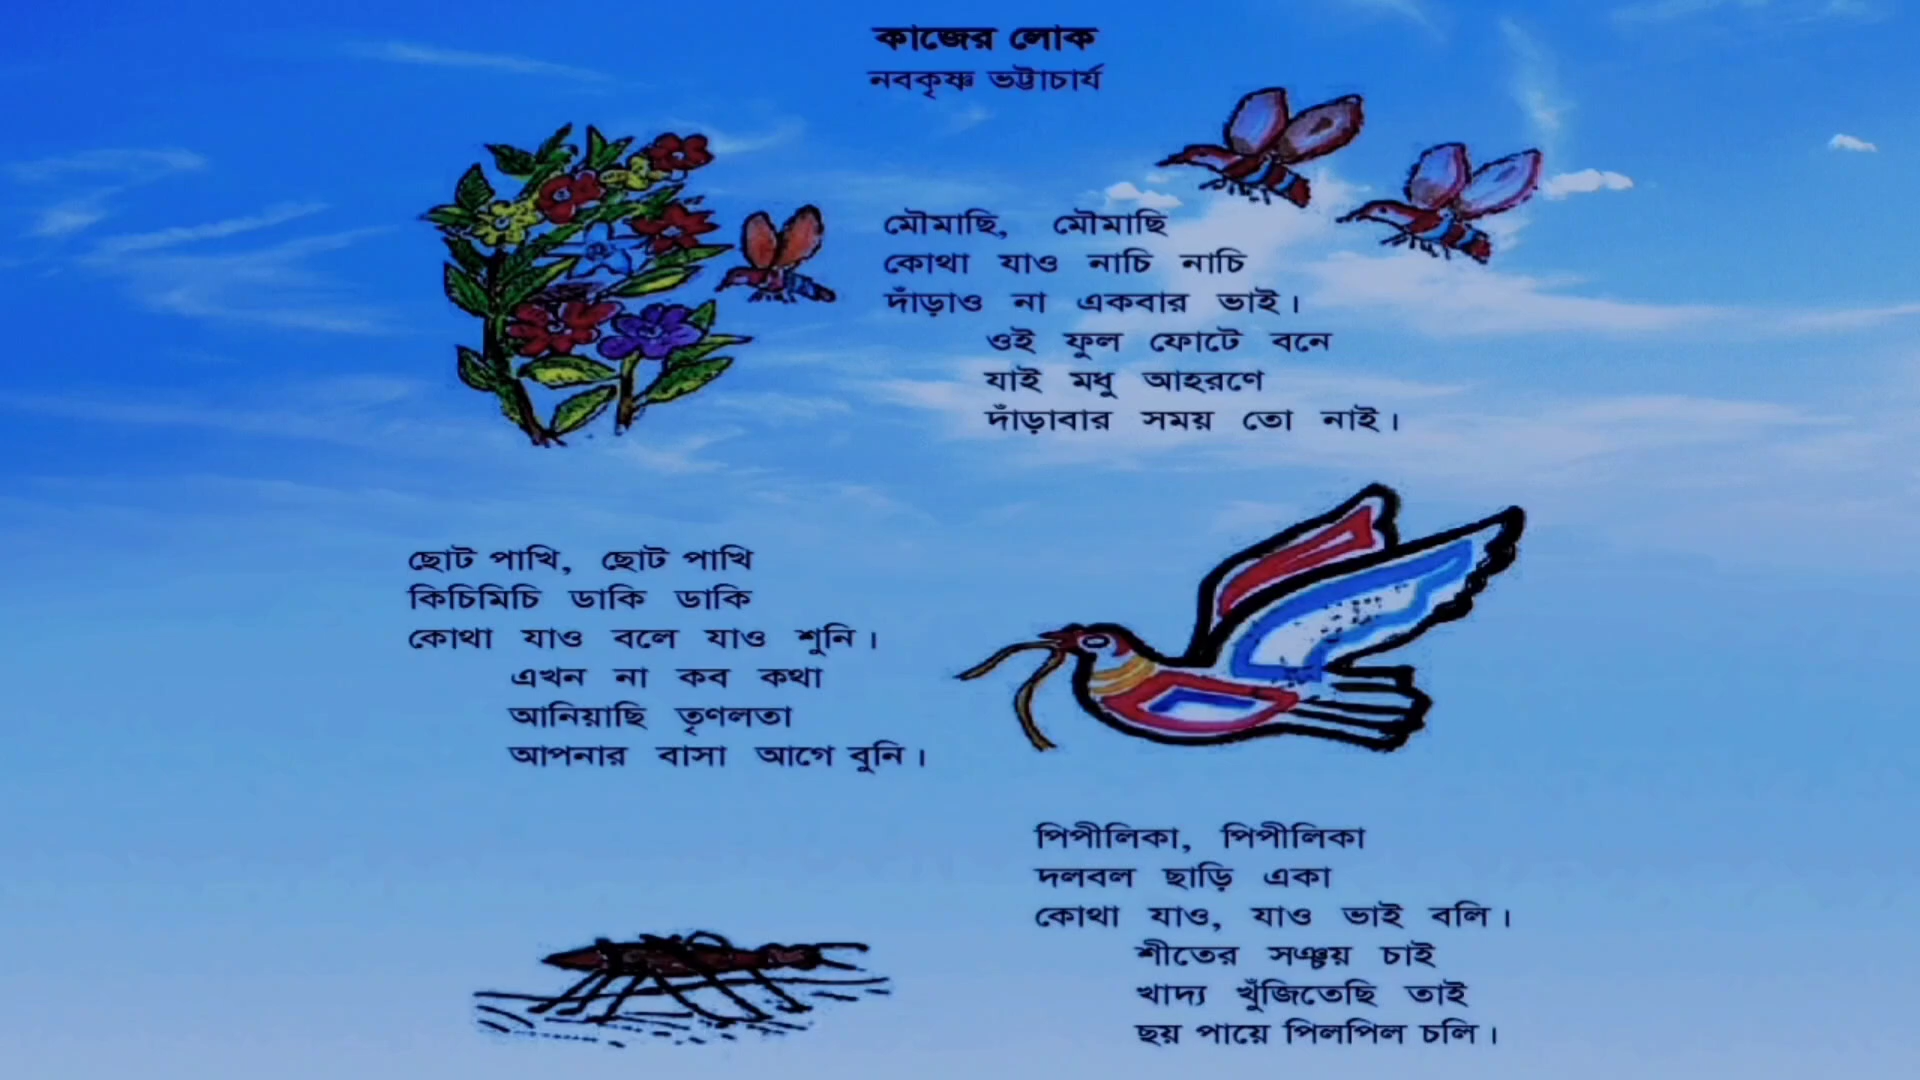 কাজের লোক
নবকৃষ্ণ ভট্টাচার্য
মৌমাছি, মৌমাছি
কোথা যাও নাচি নাচি
দাঁড়াও না একবার ভাই।
ওই ফুল ফোটে বনে
যাই মধু আহরণে
দাঁড়াবার সময় তো নাই।
ছোট পাখি, ছোট পাখি
কিচিমিচি ডাকি ডাকি
কোথা যাও বলে যাও শুনি।
এখন না কব কথা
আনিয়াছি তৃণলতা
আপনার বাসা আগে বুনি।
পিপীলিকা, পিপীলিকা
দলবল ছাড়ি একা
কোথা যাও, যাও ভাই বলি।
শীতের সঞ্চয় চাই
খাদ্য খুঁজিতেছি তাই
ছয় পায়ে পিলপিল চলি।